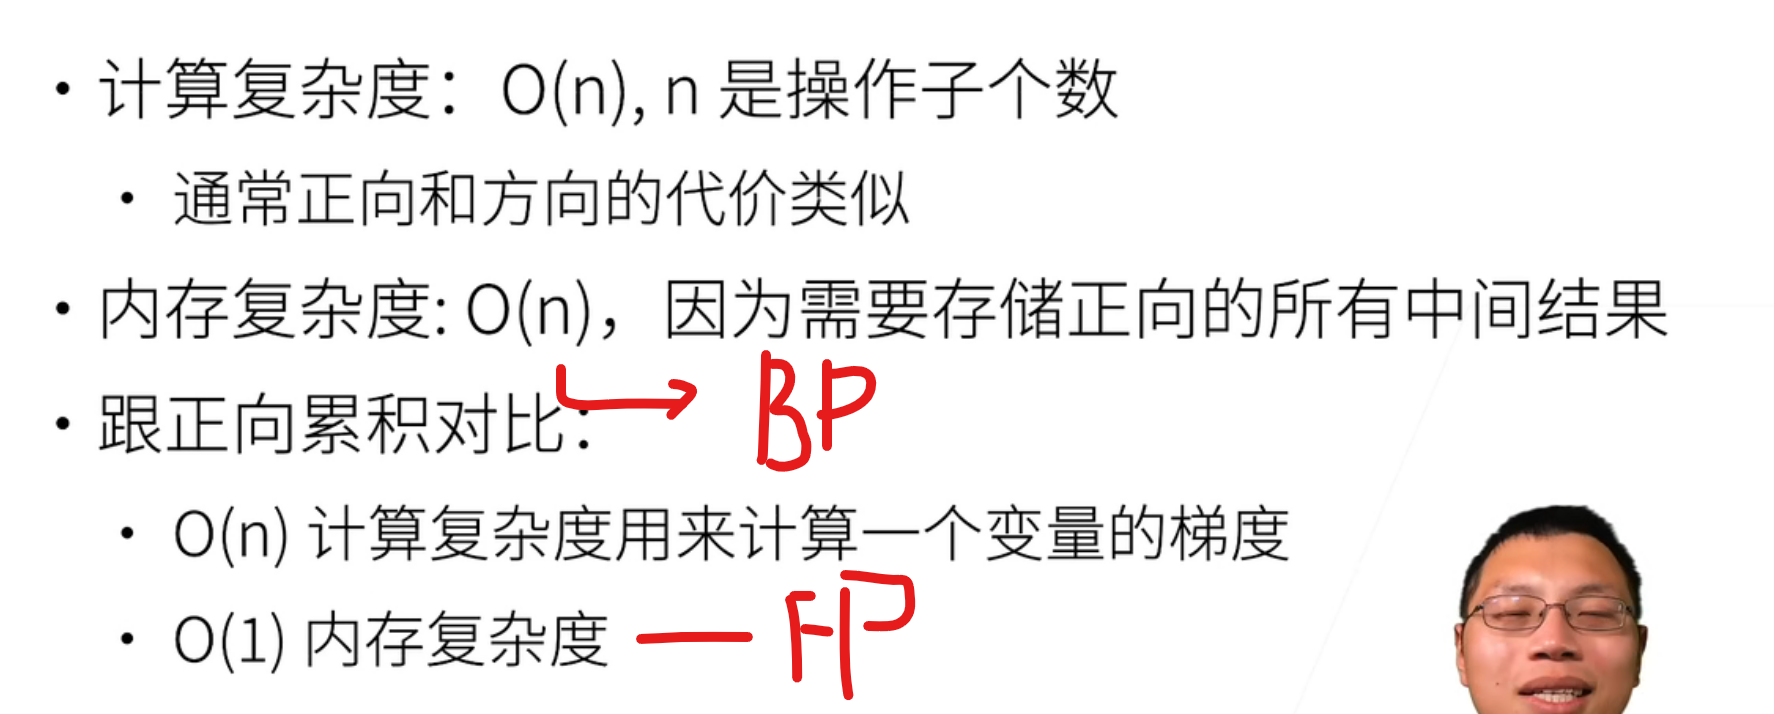 • 计算复杂度：O(n), n 是操作子个数
• 通常正向和方向的代价类似
• 内存复杂度: O(n)，因为需要存储正向的所有中间结果
BP
• 跟正向累积对比：
• O(n) 计算复杂度用来计算一个变量的梯度
• O(1) 内存复杂度 — FP